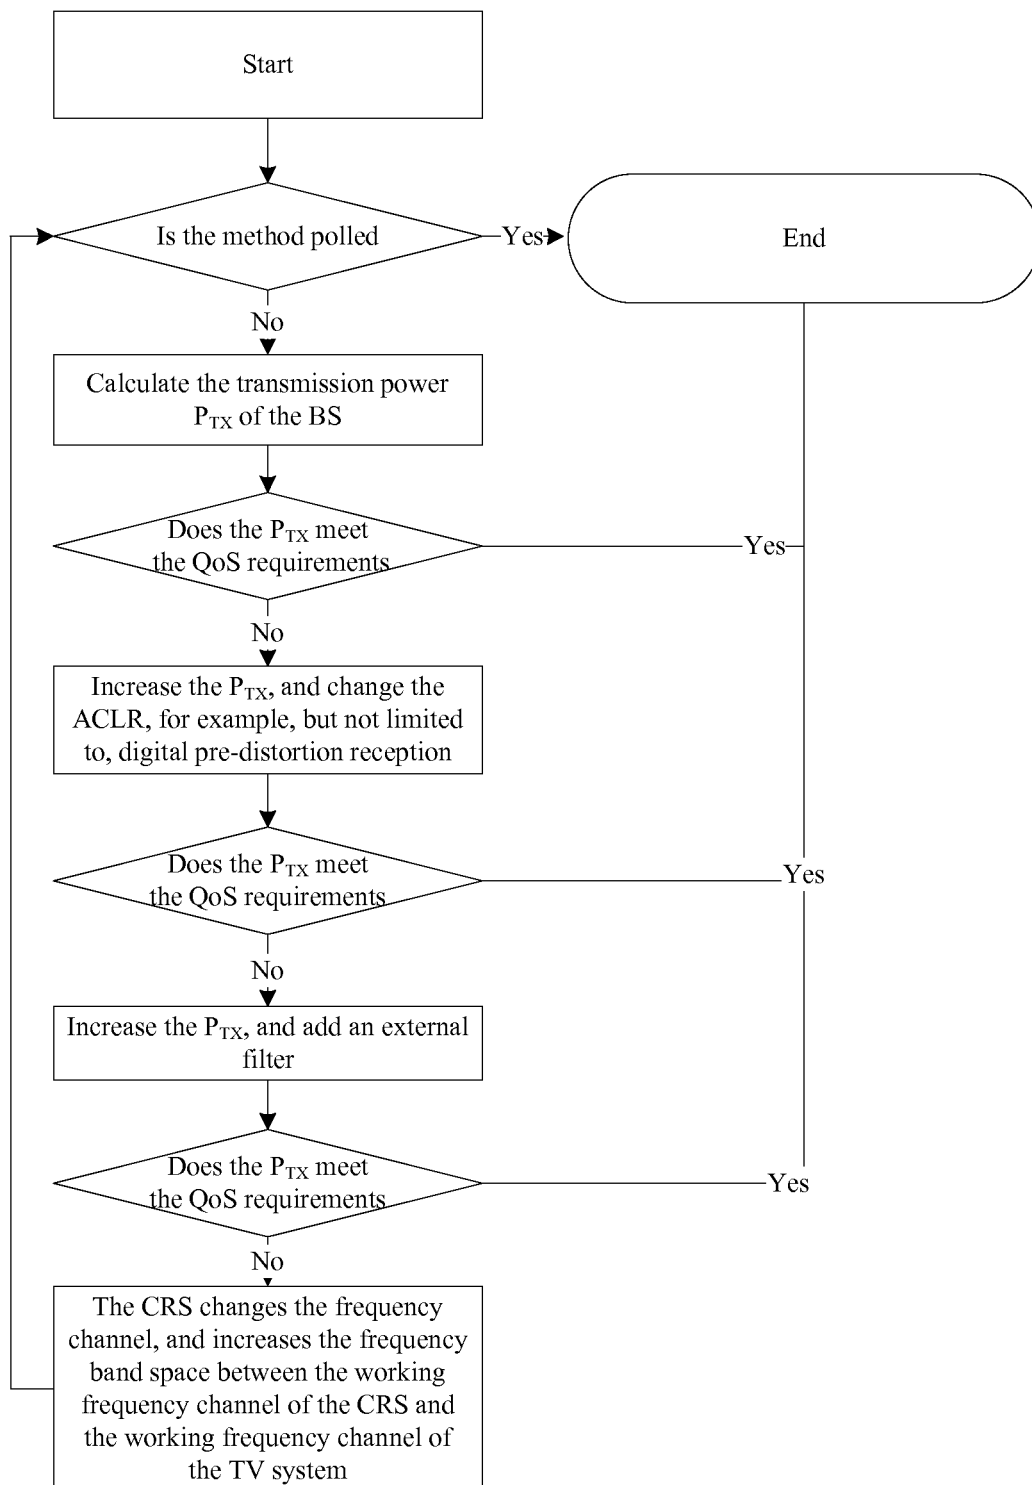 Start
Is the method polled
Yes
End
No
Calculate the transmission power
PTX of the BS
Does the PTX meet
the QoS requirements
Yes
No
Increase the PTX, and change the
ACLR, for example, but not limited
to, digital pre-distortion reception
Does the PTX meet
the QoS requirements
Yes
No
Increase the PTX, and add an external
filter
Does the PTX meet
the QoS requirements
Yes
No
The CRS changes the frequency
channel, and increases the frequency
band space between the working
frequency channel of the CRS and
the working frequency channel of
the TV system